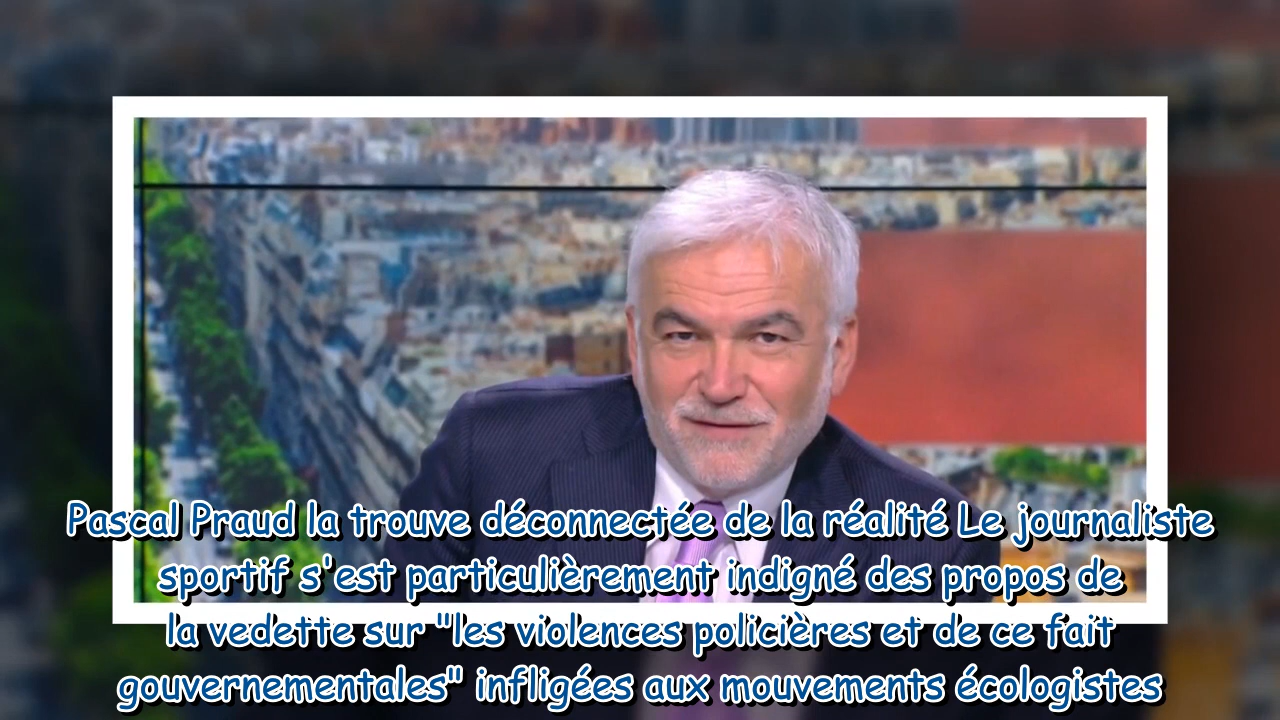 Pascal Praud la trouve déconnectée de la réalité Le journaliste
sportif s'est particulièrement indigné des propos de
la vedette sur "les violences policières et de ce fait
gouvernementales" infligées aux mouvements écologistes